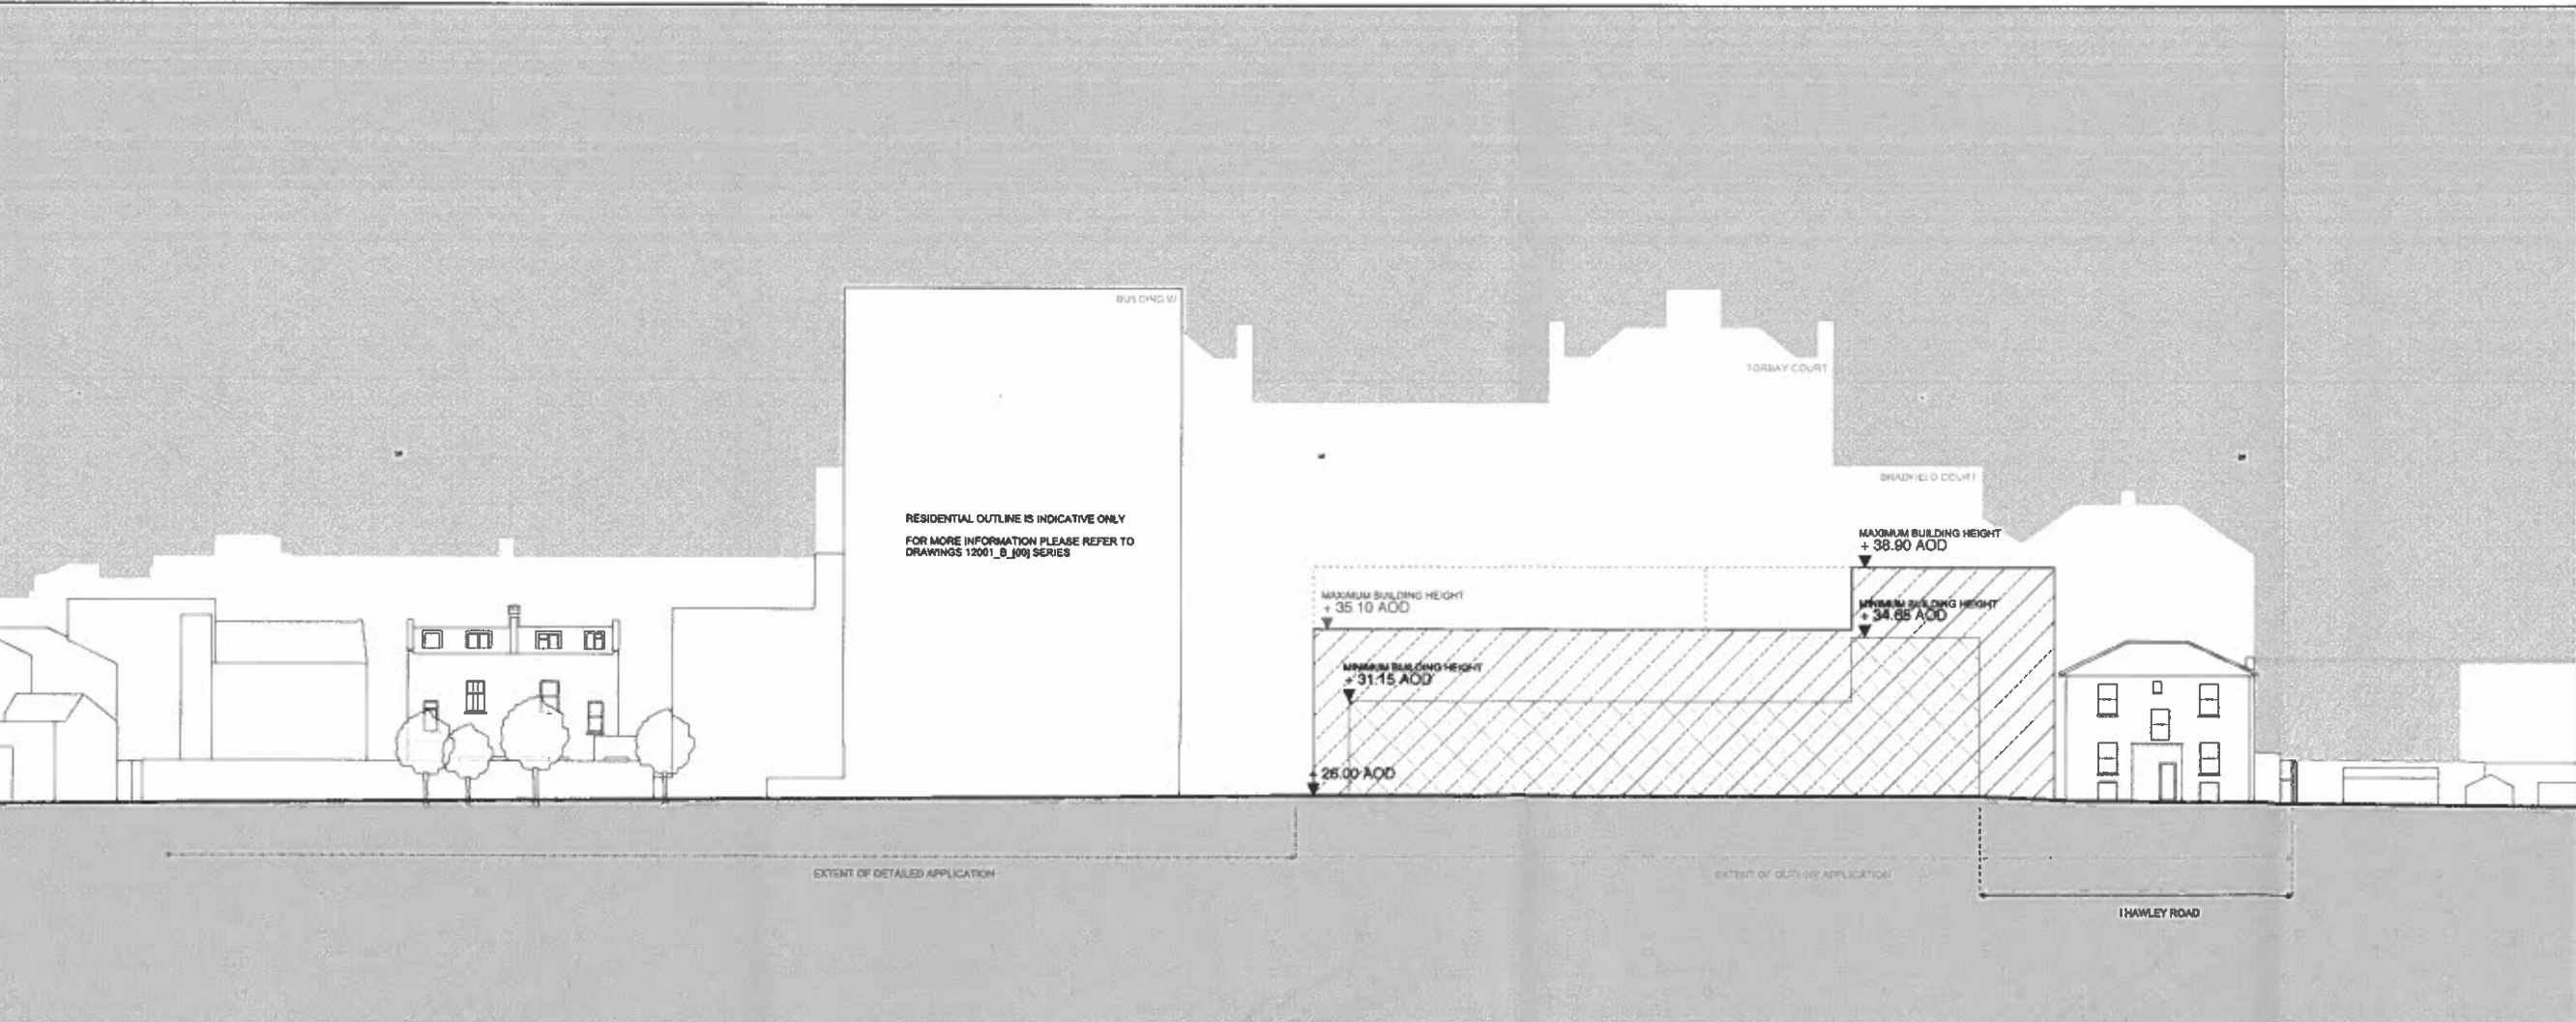 BUILDING W
TORBAY COURT
BRADFIELD COURT
RESIDENTIAL OUTLINE IS INDICATIVE ONLY
FOR MORE INFORMATION PLEASE REFER TO
DRAWINGS 12001_B_[00] SERIES
MAXIMUM BUILDING HEIGHT
+ 38.90 AOD
MAXIMUM BUILDING HEIGHT
+ 35.10 AOD
MINIMUM BUILDING HEIGHT
+ 34.65 AOD
MINIMUM BUILDING HEIGHT
+ 31.15 AOD
+ 26.00 AOD
EXTENT OF DETAILED APPLICATION
EXTENT OF OUTLINE APPLICATION
1 HAWLEY ROAD